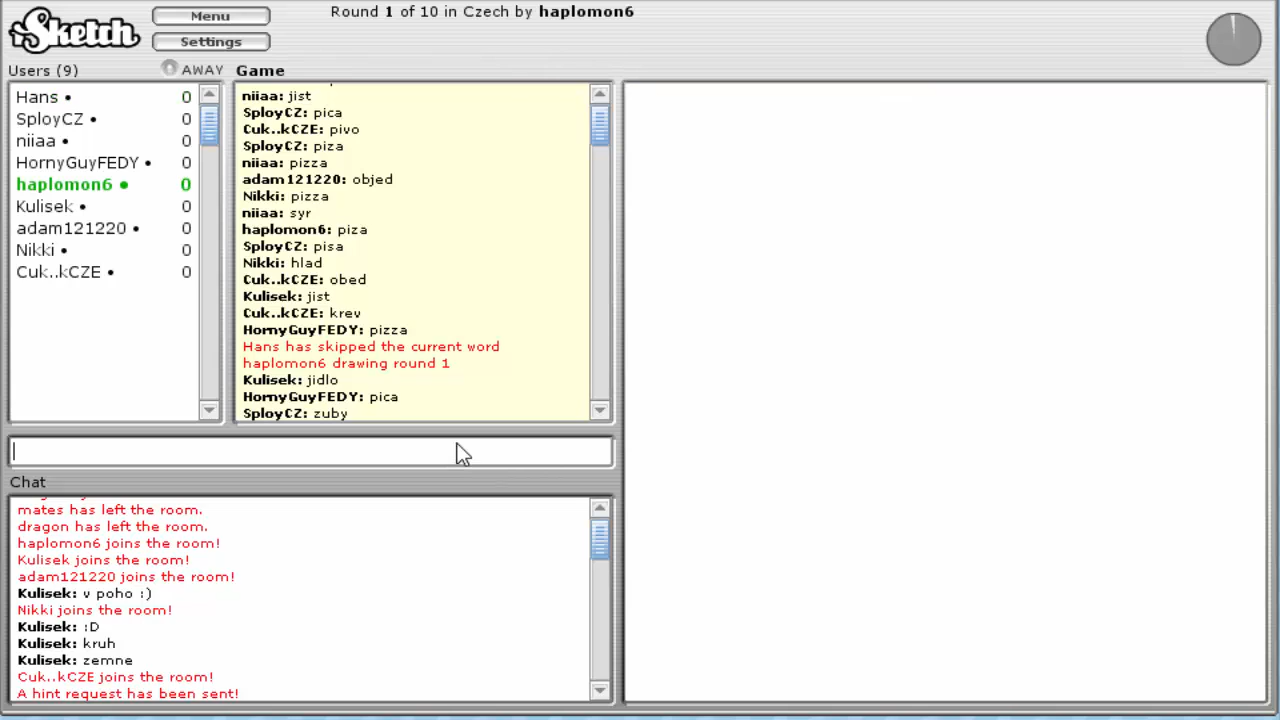 iSketch
Menu
Settings
Round 1 of 10 in Czech by haplomon6
Users (9)
AWAY
Hans • 0
SployCZ • 0
niiaa • 0
HornyGuyFEDY • 0
haplomon6 • 0
Kulisek • 0
adam121220 • 0
Nikki • 0
Cuk..kCZE • 0
Game
niiaa: jist
SployCZ: pica
Cuk..kCZE: pivo
SployCZ: piza
niiaa: pizza
adam121220: objed
Nikki: pizza
niiaa: syr
haplomon6: piza
SployCZ: pisa
Nikki: hlad
Cuk..kCZE: obed
Kulisek: jist
Cuk..kCZE: krev
HornyGuyFEDY: pizza
Hans has skipped the current word
haplomon6 drawing round 1
Kulisek: jidlo
HornyGuyFEDY: pica
SployCZ: zuby
Chat
mates has left the room.
dragon has left the room.
haplomon6 joins the room!
Kulisek joins the room!
adam121220 joins the room!
Kulisek: v poho :)
Nikki joins the room!
Kulisek: :D
Kulisek: kruh
Kulisek: zemne
Cuk..kCZE joins the room!
A hint request has been sent!